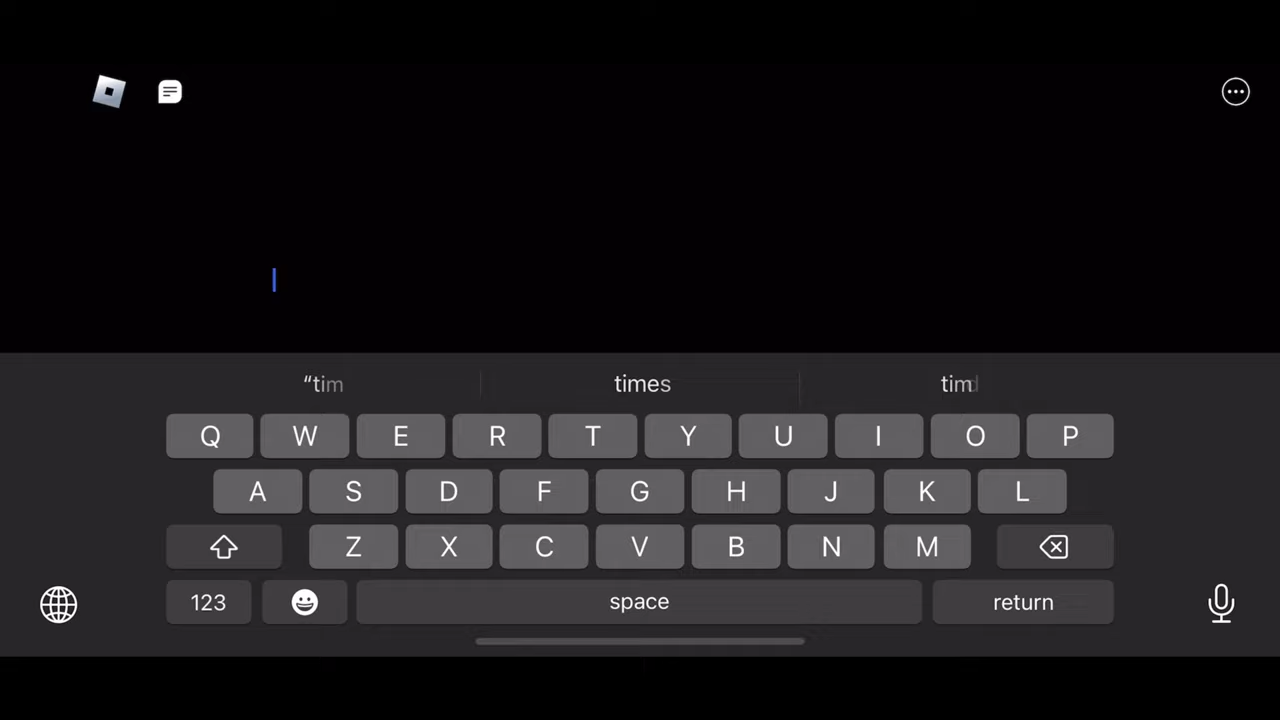 “tim times tim
Q W E R T Y U I O P
A S D F G H J K L
Z X C V B N M
123 space return